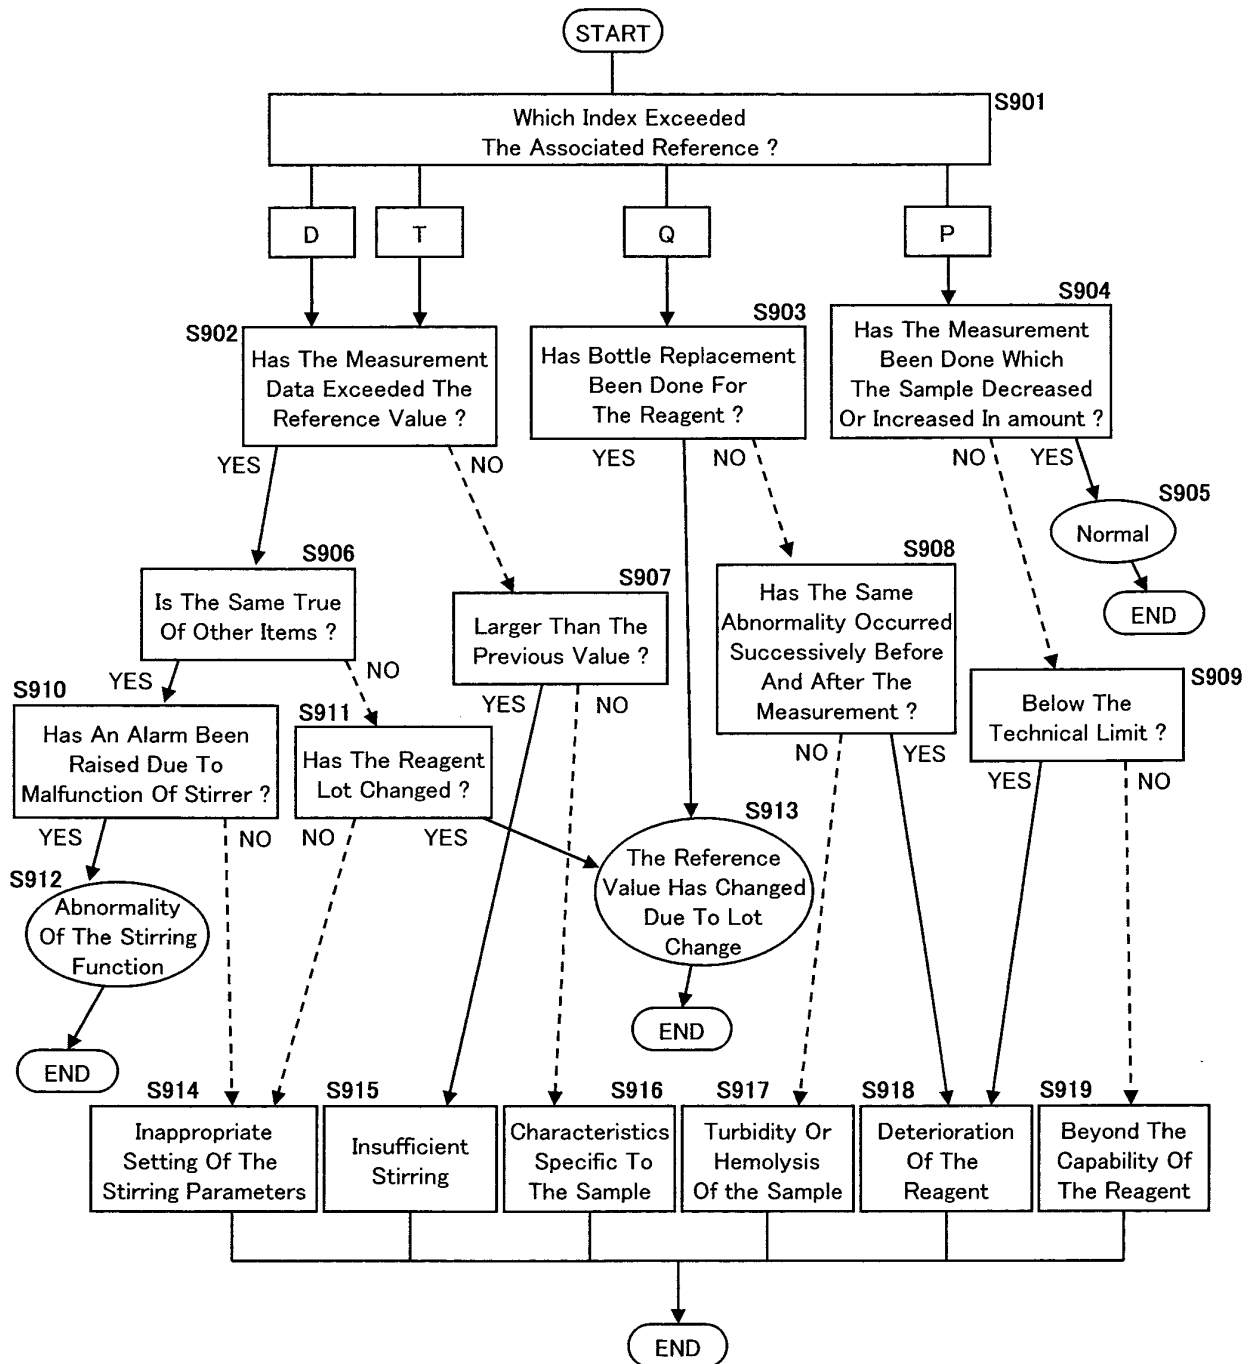 START
S901
Which Index Exceeded
The Associated Reference ?
D
T
Q
P
S902
Has The Measurement
Data Exceeded The
Reference Value ?
YES
NO
S903
Has Bottle Replacement
Been Done For
The Reagent ?
YES
NO
S904
Has The Measurement
Been Done Which
The Sample Decreased
Or Increased In amount ?
NO
YES
S905
Normal
END
S906
Is The Same True
Of Other Items ?
YES
NO
S907
Larger Than The
Previous Value ?
YES
NO
S908
Has The Same
Abnormality Occurred
Successively Before
And After The
Measurement ?
NO
YES
S909
Below The
Technical Limit ?
YES
NO
S910
Has An Alarm Been
Raised Due To
Malfunction Of Stirrer ?
YES
NO
S911
Has The Reagent
Lot Changed ?
NO
YES
S912
Abnormality
Of The Stirring
Function
END
S913
The Reference
Value Has Changed
Due To Lot
Change
END
S914
Inappropriate
Setting Of The
Stirring Parameters
S915
Insufficient
Stirring
S916
Characteristics
Specific To
The Sample
S917
Turbidity Or
Hemolysis
Of the Sample
S918
Deterioration
Of The
Reagent
S919
Beyond The
Capability Of
The Reagent
END